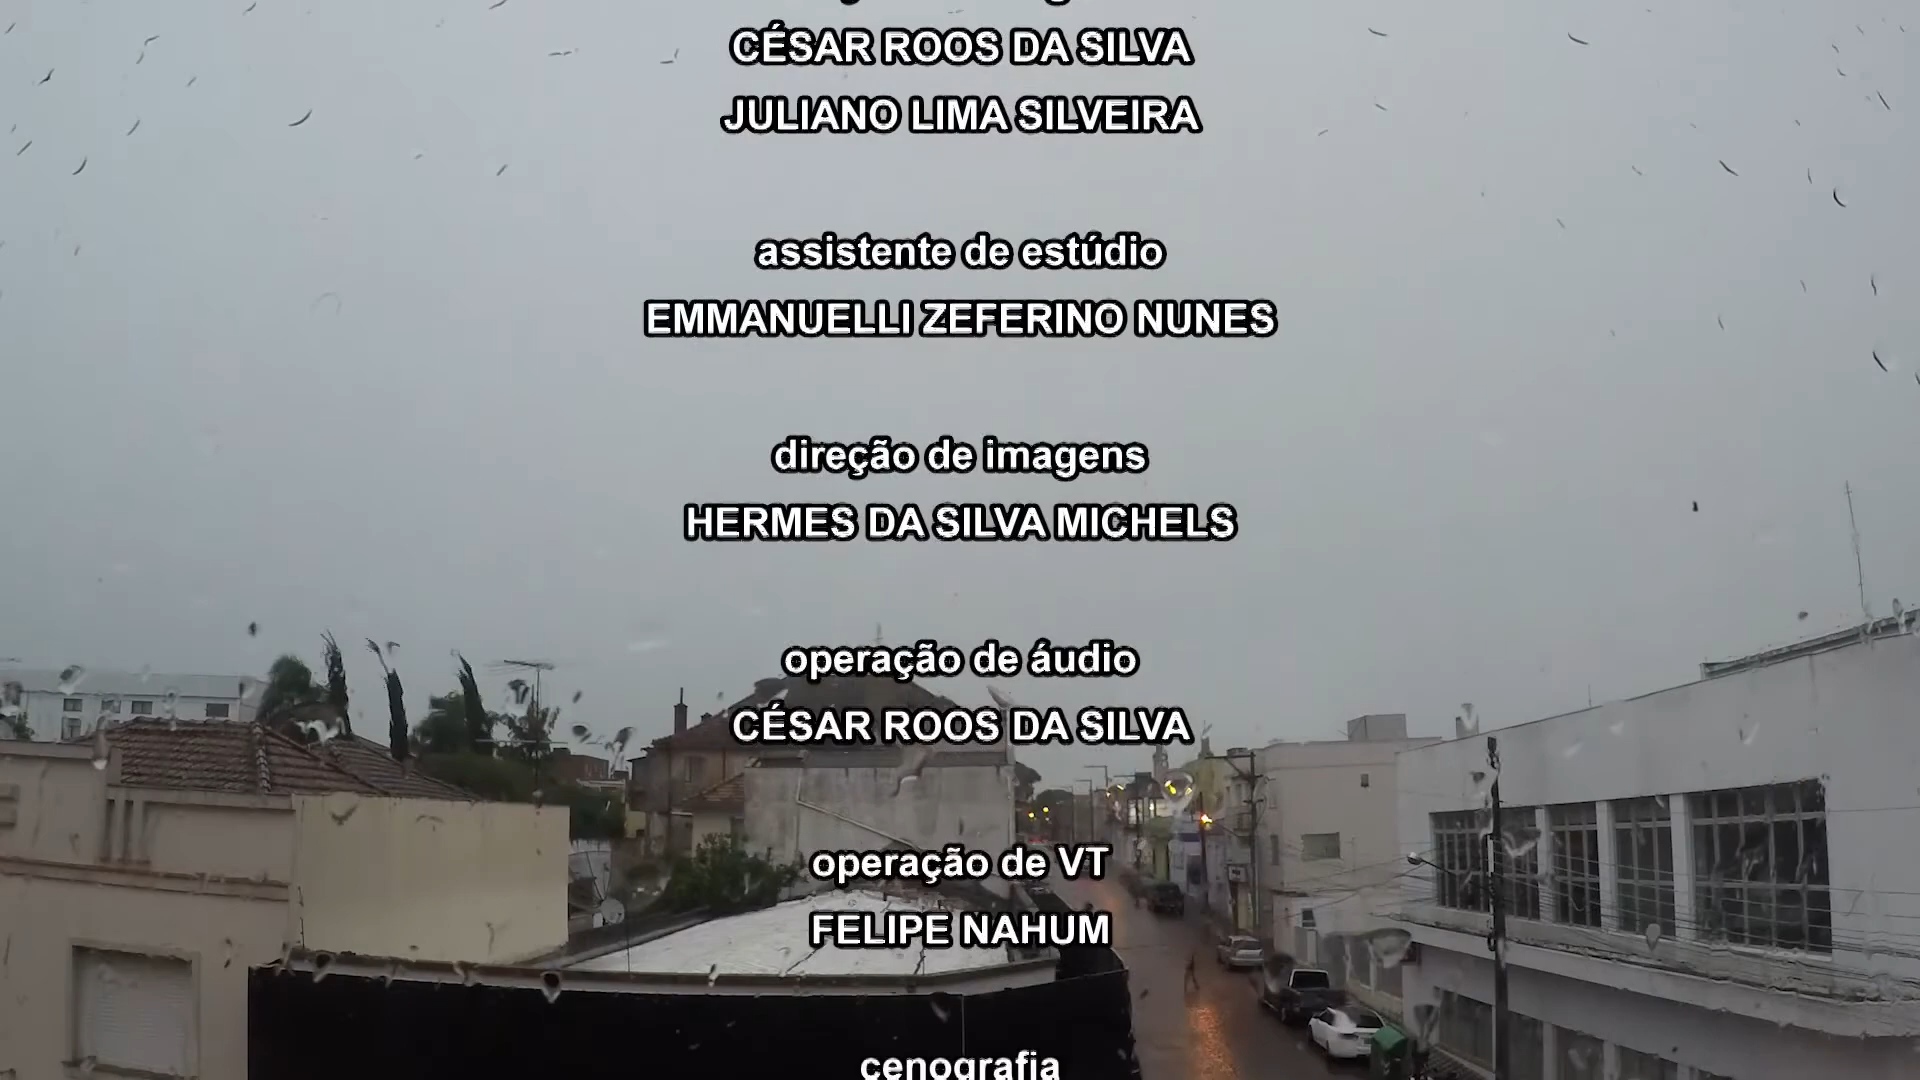 CÉSAR ROOS DA SILVA
JULIANO LIMA SILVEIRA
assistente de estúdio
EMMANUELLI ZEFERINO NUNES
direção de imagens
HERMES DA SILVA MICHELS
operação de áudio
CÉSAR ROOS DA SILVA
operação de VT
FELIPE NAHUM
cenografia